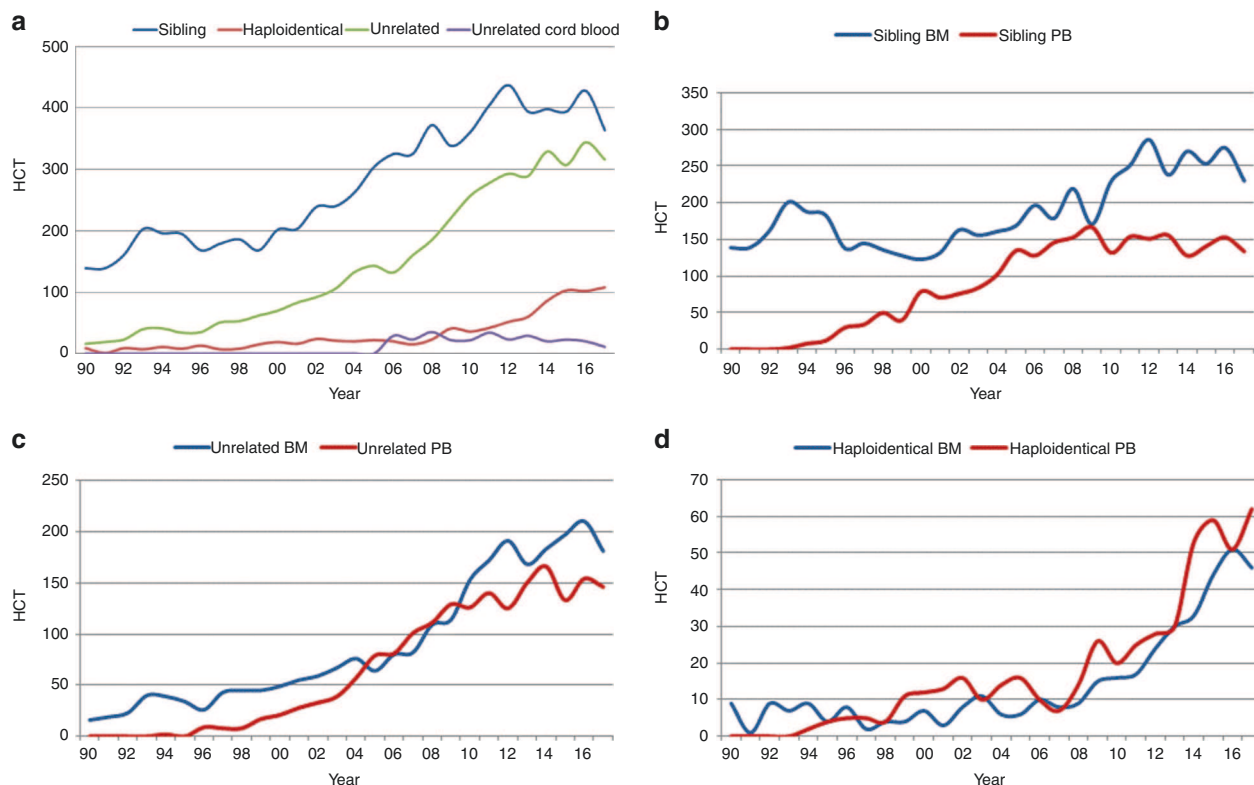 a
Sibling Haploidentical Unrelated Unrelated cord blood
500
400
300
200
100
0
HCT
90 92 94 96 98 00 02 04 06 08 10 12 14 16
Year
b
Sibling BM Sibling PB
350
300
250
200
150
100
50
0
HCT
90 92 94 96 98 00 02 04 06 08 10 12 14 16
Year
c
Unrelated BM Unrelated PB
250
200
150
100
50
0
HCT
90 92 94 96 98 00 02 04 06 08 10 12 14 16
Year
d
Haploidentical BM Haploidentical PB
70
60
50
40
30
20
10
0
HCT
90 92 94 96 98 00 02 04 06 08 10 12 14 16
Year